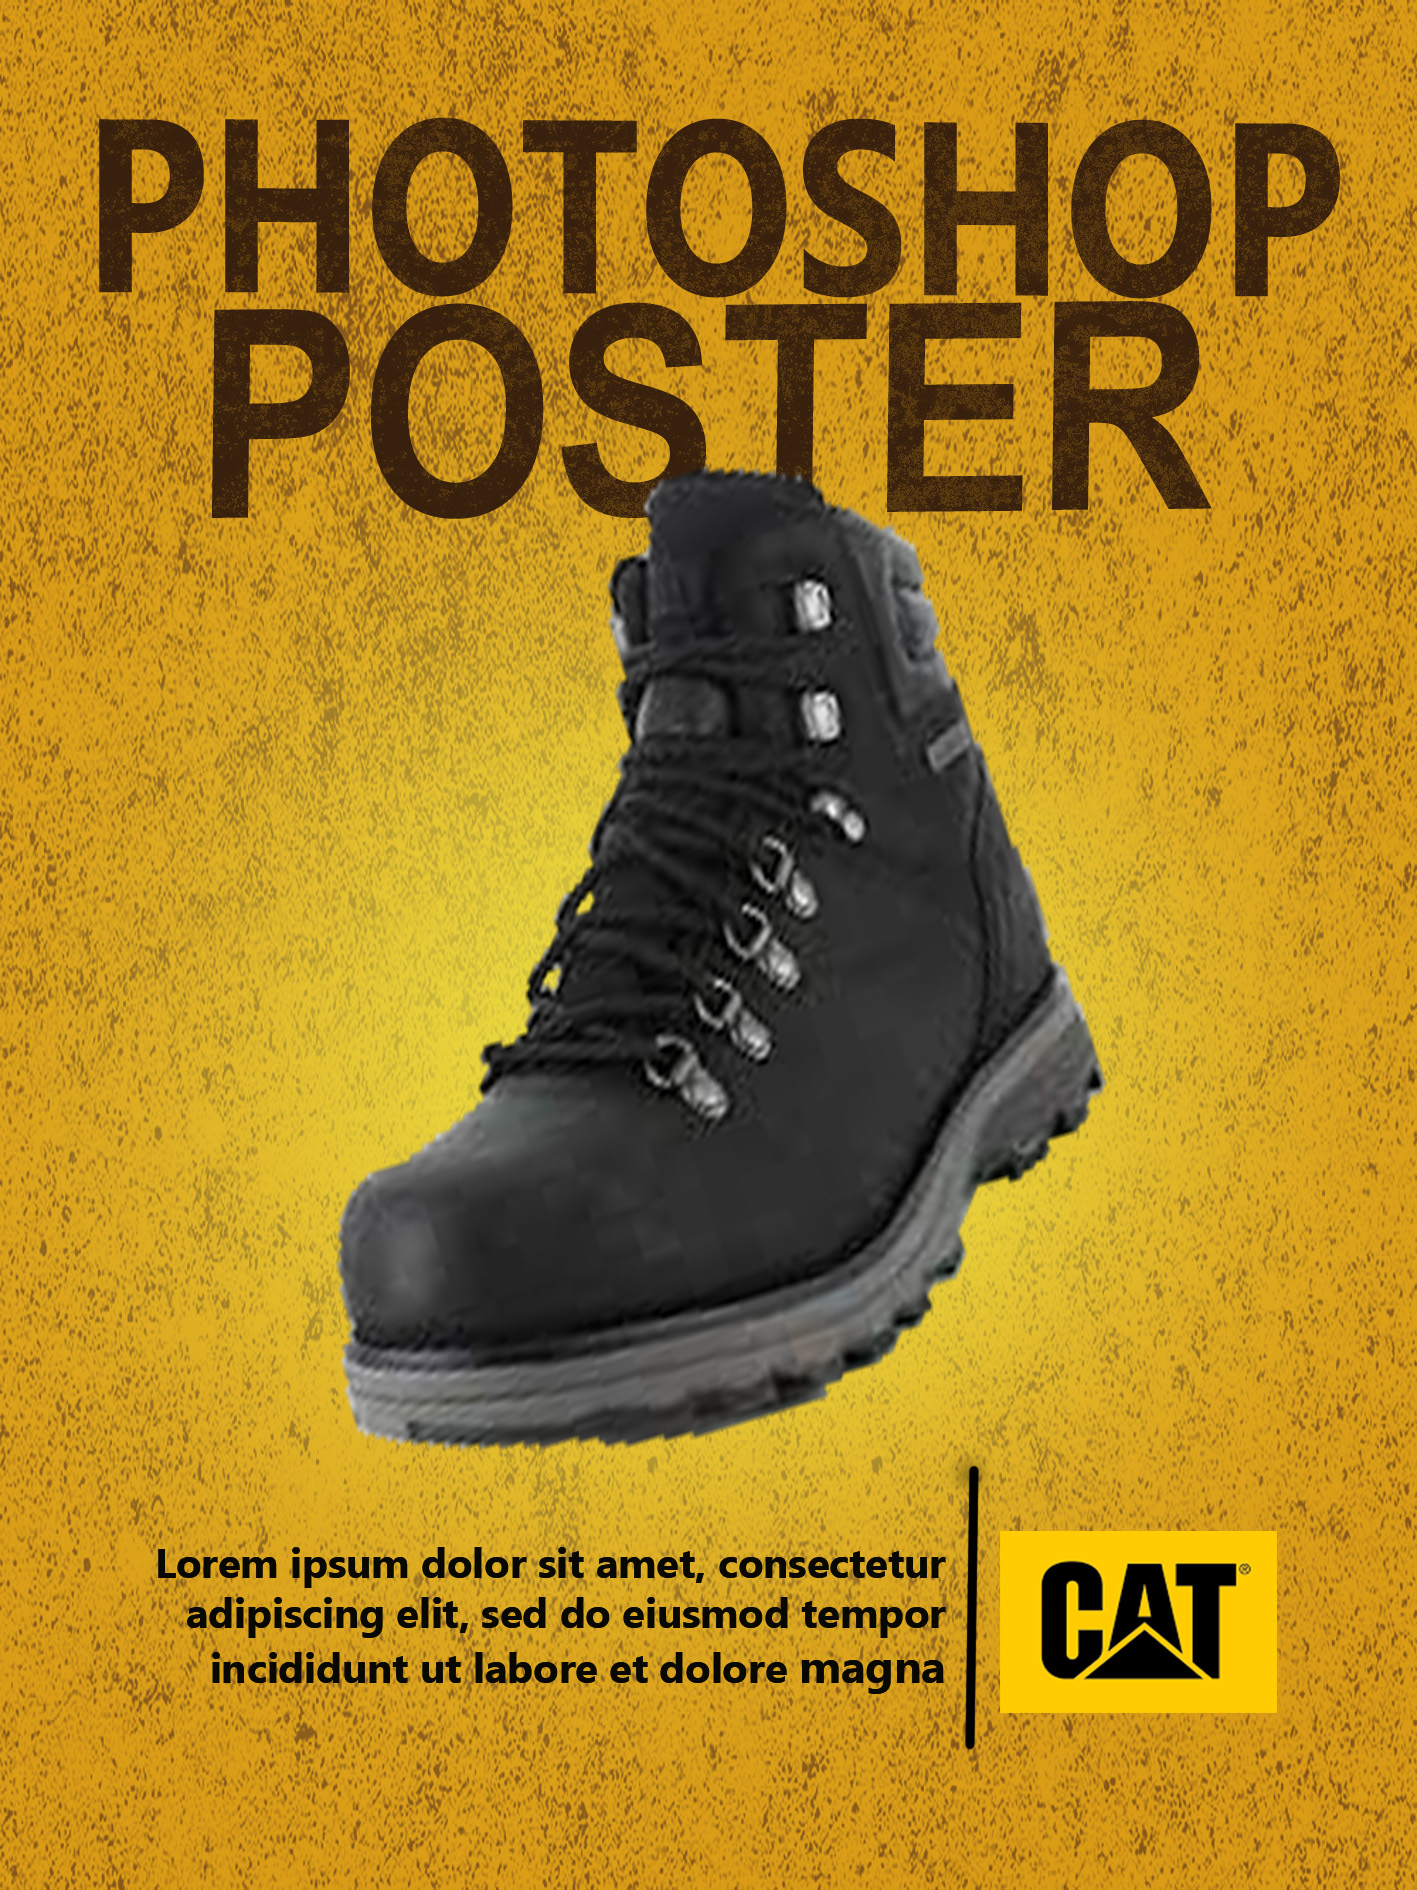 PHOTOSHOP
POSTER
Lorem ipsum dolor sit amet, consectetur
adipiscing elit, sed do eiusmod tempor
incididunt ut labore et dolore magna
CAT®